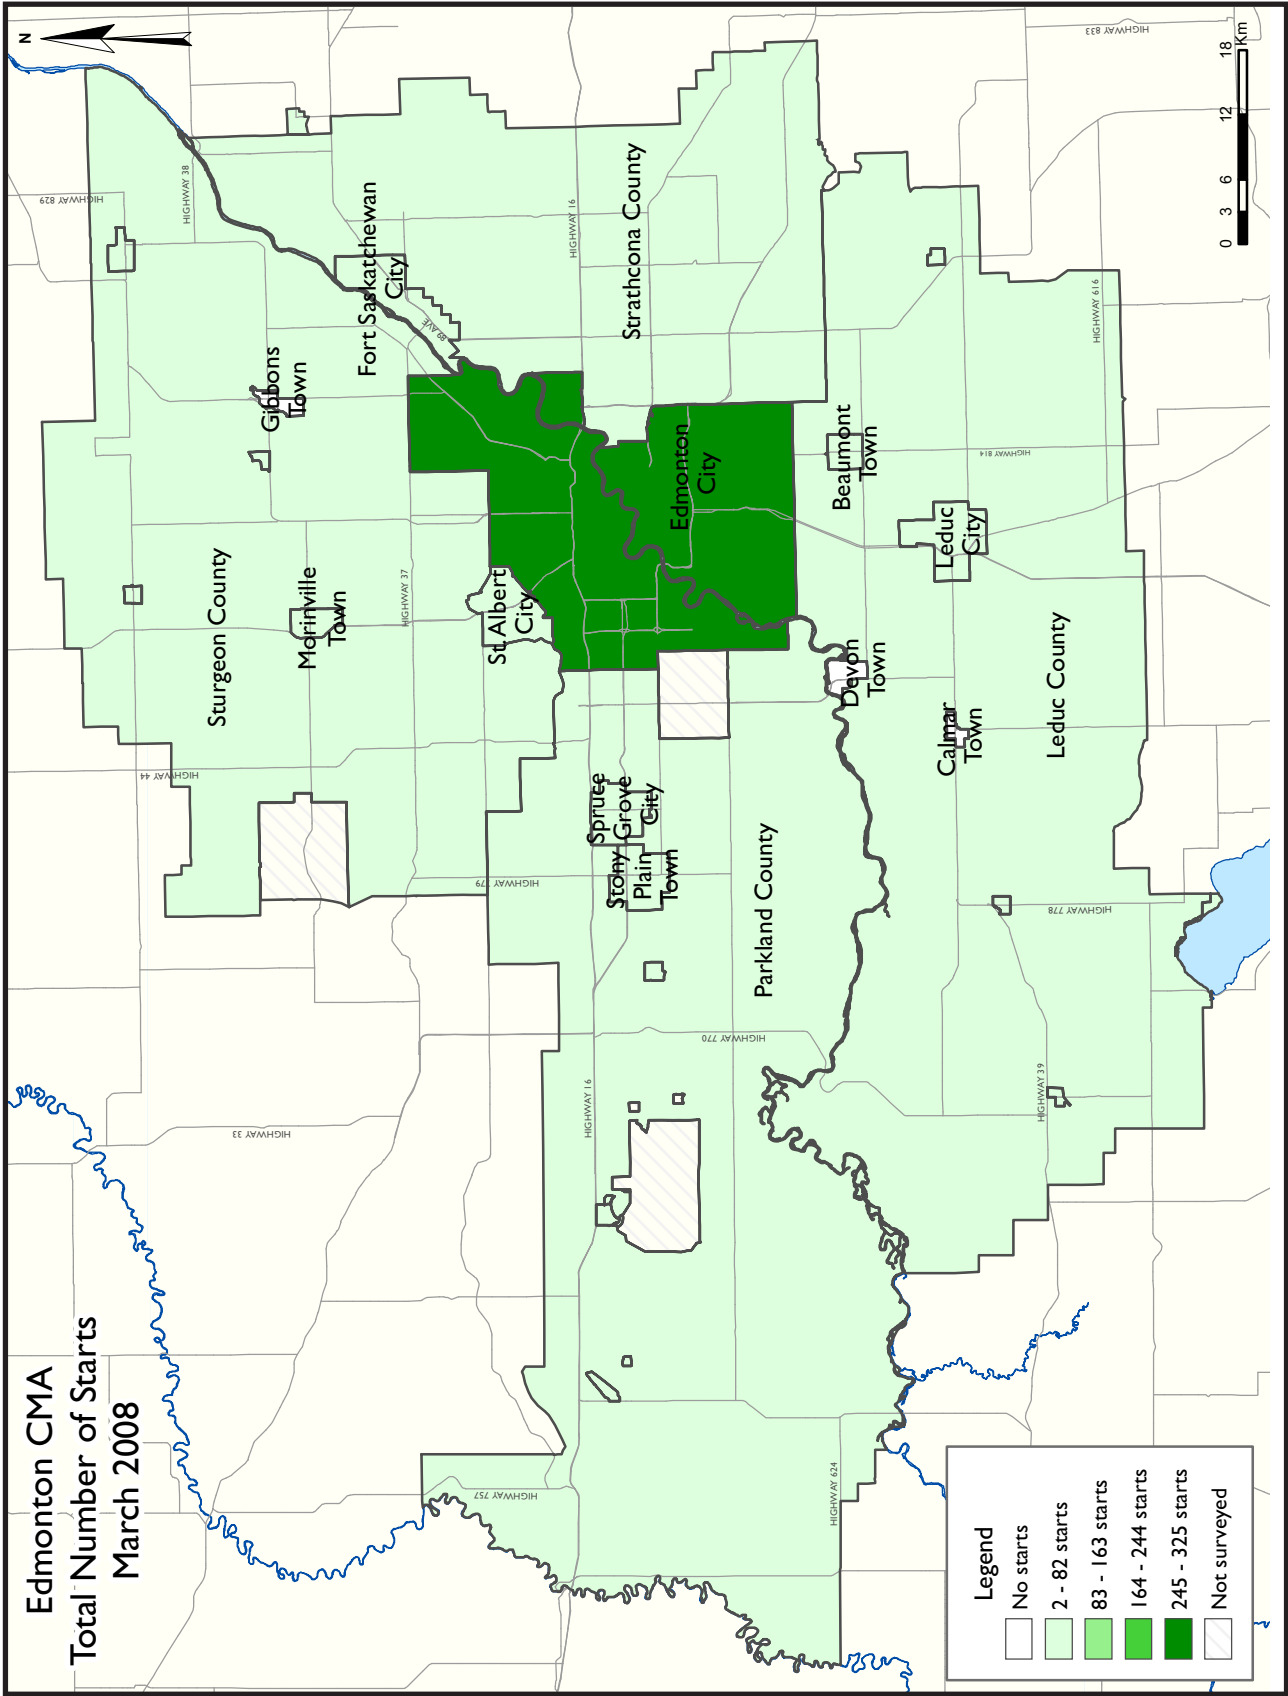 Edmonton CMA
Total Number of Starts
March 2008
N
HIGHWAY 829
HIGHWAY 38
HIGHWAY 833
Gibbons
Town
Fort Saskatchewan
City
89 AVE
HIGHWAY 16
Strathcona County
Sturgeon County
Morinville
Town
HIGHWAY 37
St. Albert
City
Edmonton
City
Beaumont
Town
HIGHWAY 814
HIGHWAY 616
Leduc
City
HIGHWAY 44
HIGHWAY 779
Spruce
Grove
City
Stony
Plain
Town
Parkland County
Devon
Town
Calmar
Town
Leduc County
HIGHWAY 778
HIGHWAY 770
HIGHWAY 16
HIGHWAY 39
HIGHWAY 33
HIGHWAY 757
HIGHWAY 624
0 3 6 12 18
Km
Legend
No starts
2 - 82 starts
83 - 163 starts
164 - 244 starts
245 - 325 starts
Not surveyed